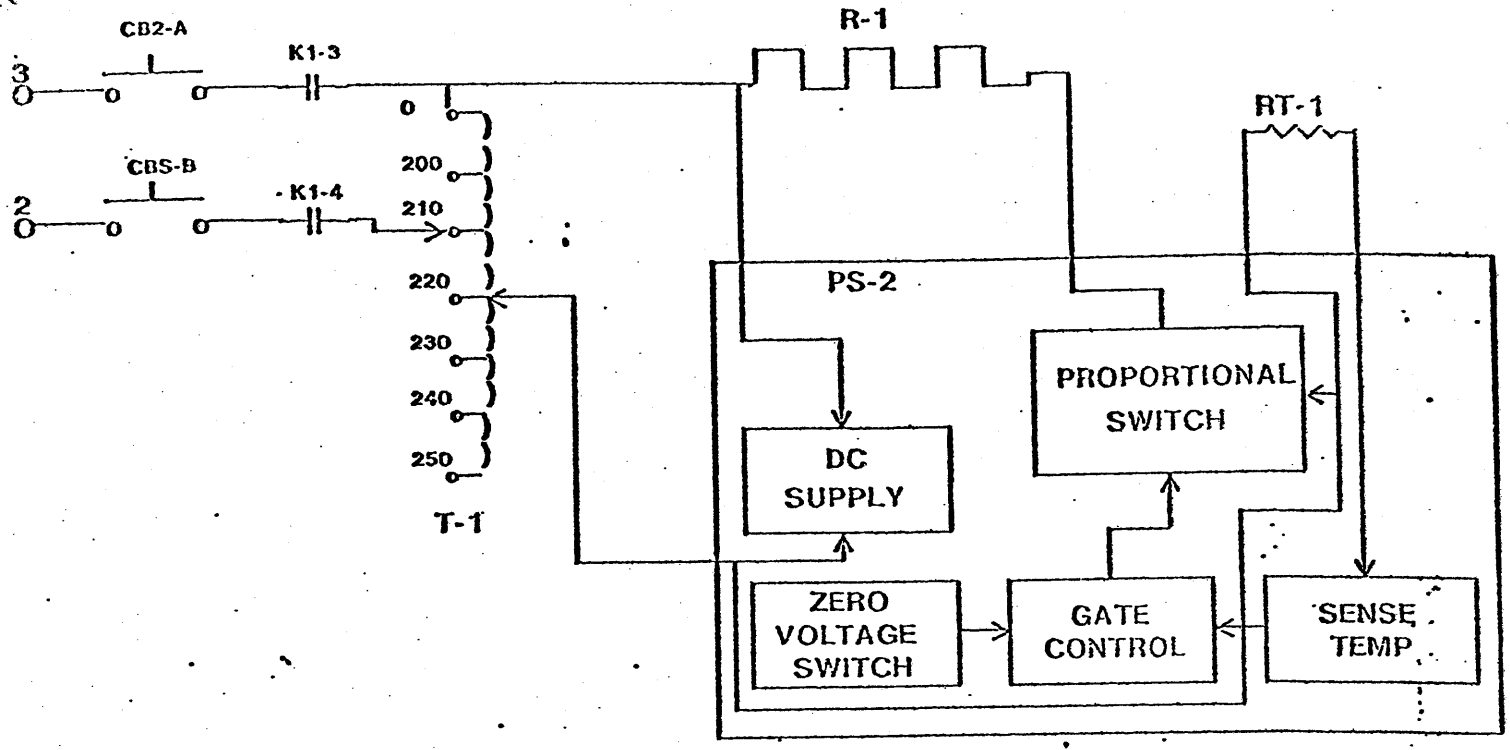 CB2-A
R-1
K1-3
3
RT-1
0
CBS-B
200
2
K1-4
210
PS-2
220
230
PROPORTIONAL
SWITCH
240
250
DC
SUPPLY
T-1
ZERO
VOLTAGE
SWITCH
GATE
CONTROL
SENSE
TEMP